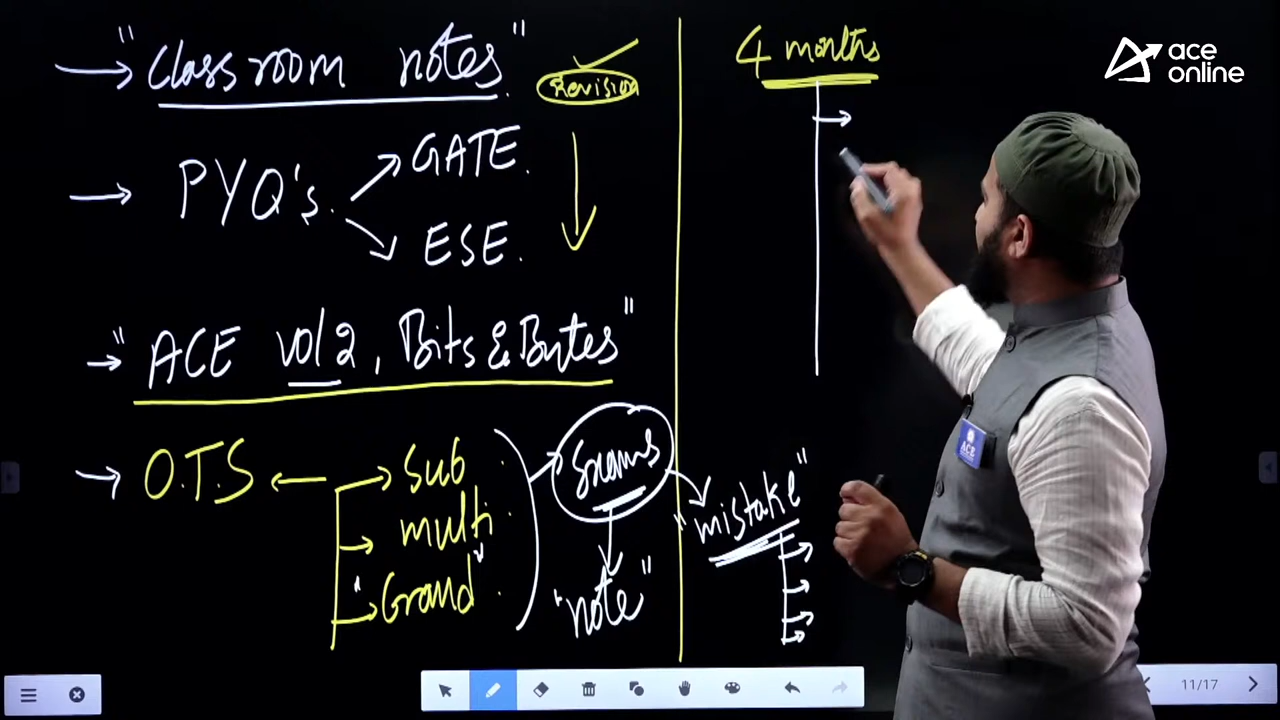 "Classroom notes".
Revision
PYQ's.
GATE.
ESE.
"ACE vol 2, Bits & Bytes"
O.T.S
Sub
multi
"Grand"
Exams
"note"
"mistake"
4 months
ace
online
ACE
11/17